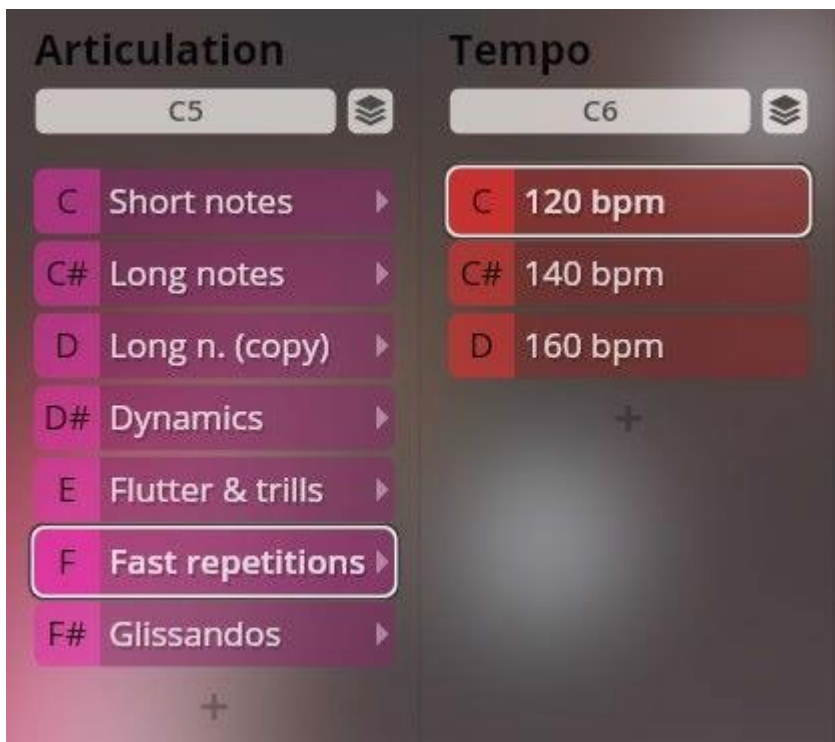 Articulation
C5
C Short notes
C# Long notes
D Long n. (copy)
D# Dynamics
E Flutter & trills
F Fast repetitions
F# Glissandos
+
Tempo
C6
C 120 bpm
C# 140 bpm
D 160 bpm
+